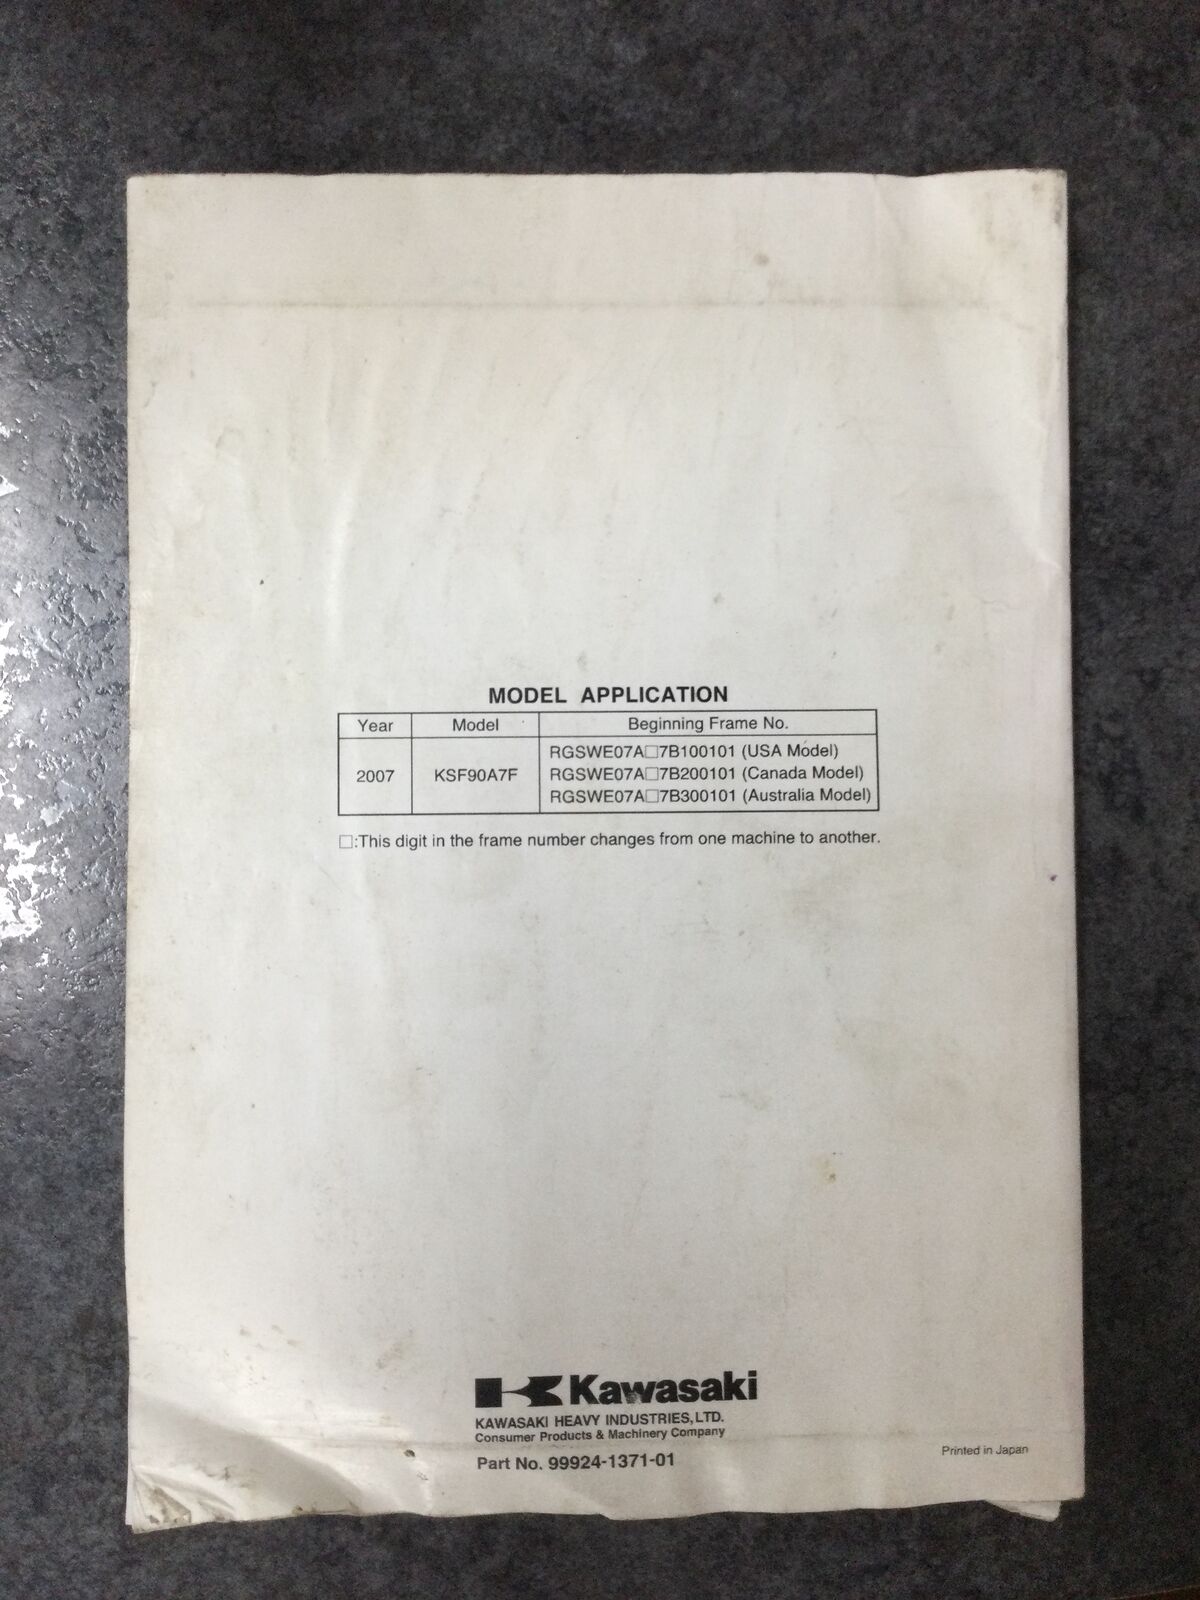 MODEL APPLICATION
Year Model Beginning Frame No.
2007 KSF90A7F RGSWE07A□7B100101 (USA Model)
RGSWE07A□7B200101 (Canada Model)
RGSWE07A□7B300101 (Australia Model)
□:This digit in the frame number changes from one machine to another.
Kawasaki
KAWASAKI HEAVY INDUSTRIES,LTD.
Consumer Products & Machinery Company
Part No. 99924-1371-01
Printed in Japan